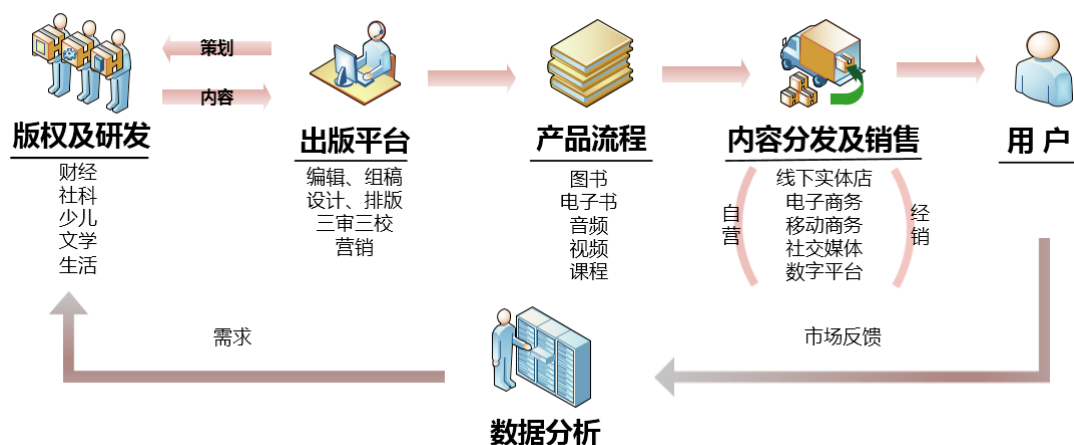 策划
内容
版权及研发
财经
社科
少儿
文学
生活
出版平台
编辑、组稿
设计、排版
三审三校
营销
产品流程
图书
电子书
音频
视频
课程
内容分发及销售
自营
线下实体店
电子商务
移动商务
社交媒体
数字平台
经销
用 户
需求
市场反馈
数据分析